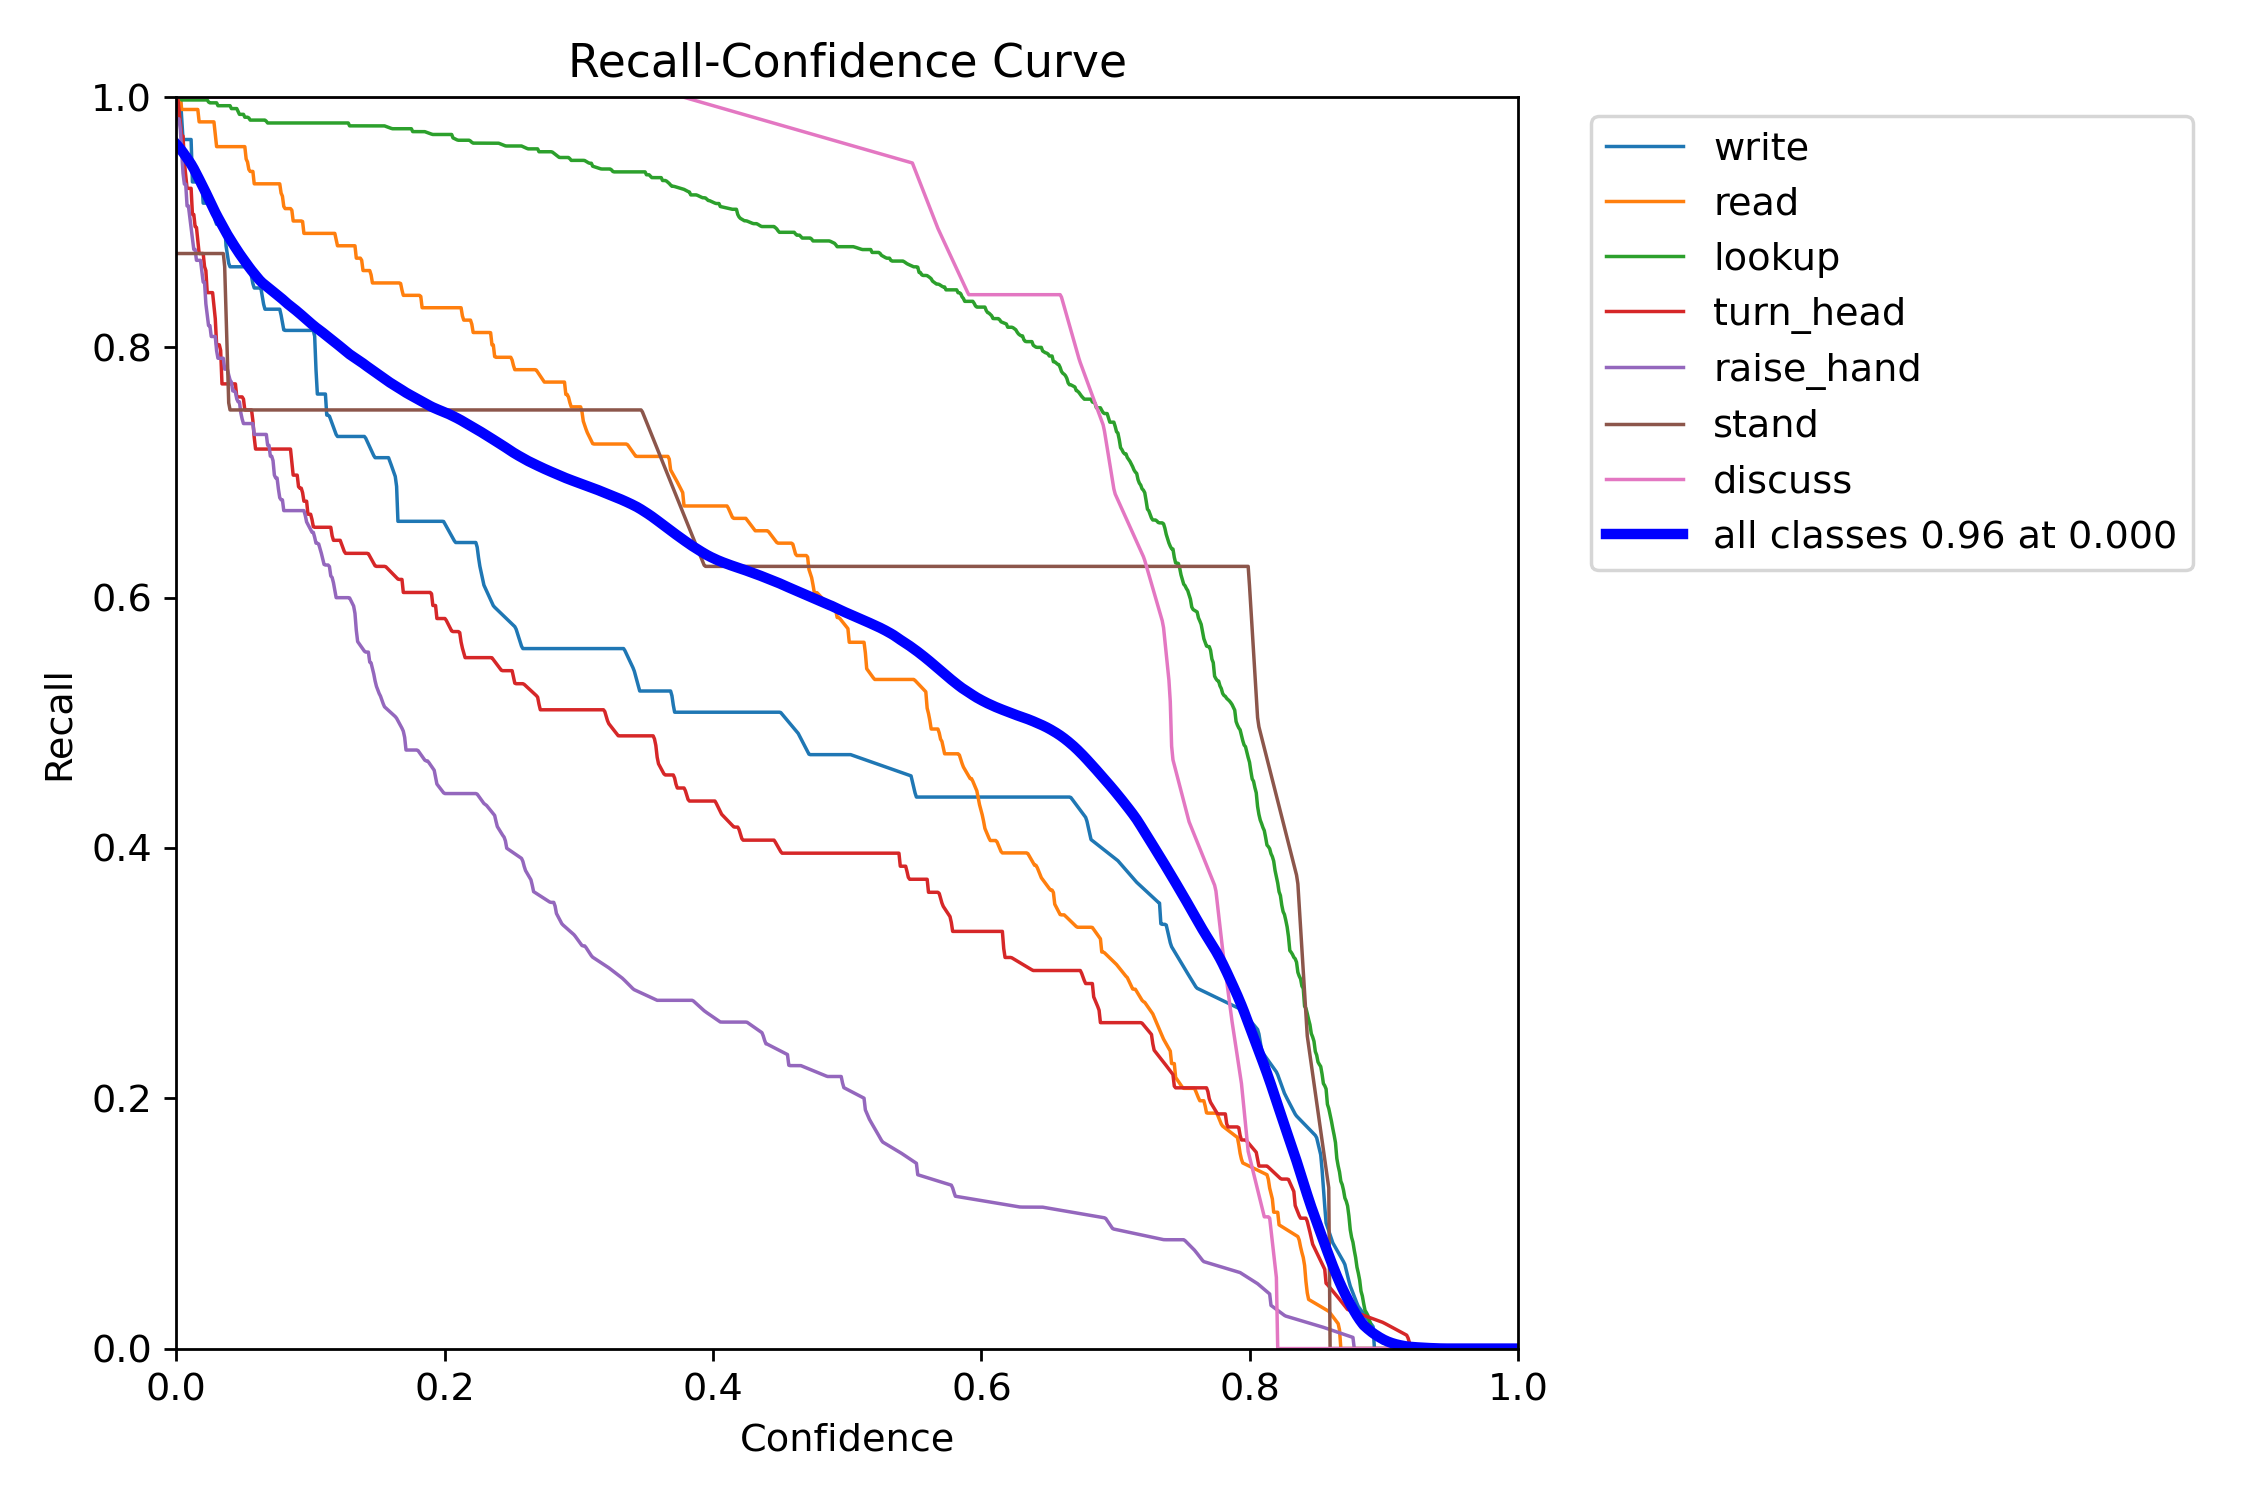 Recall-Confidence Curve
1.0
0.8
0.6
0.4
0.2
0.0
Recall
0.0 0.2 0.4 0.6 0.8 1.0
Confidence
write
read
lookup
turn_head
raise_hand
stand
discuss
all classes 0.96 at 0.000